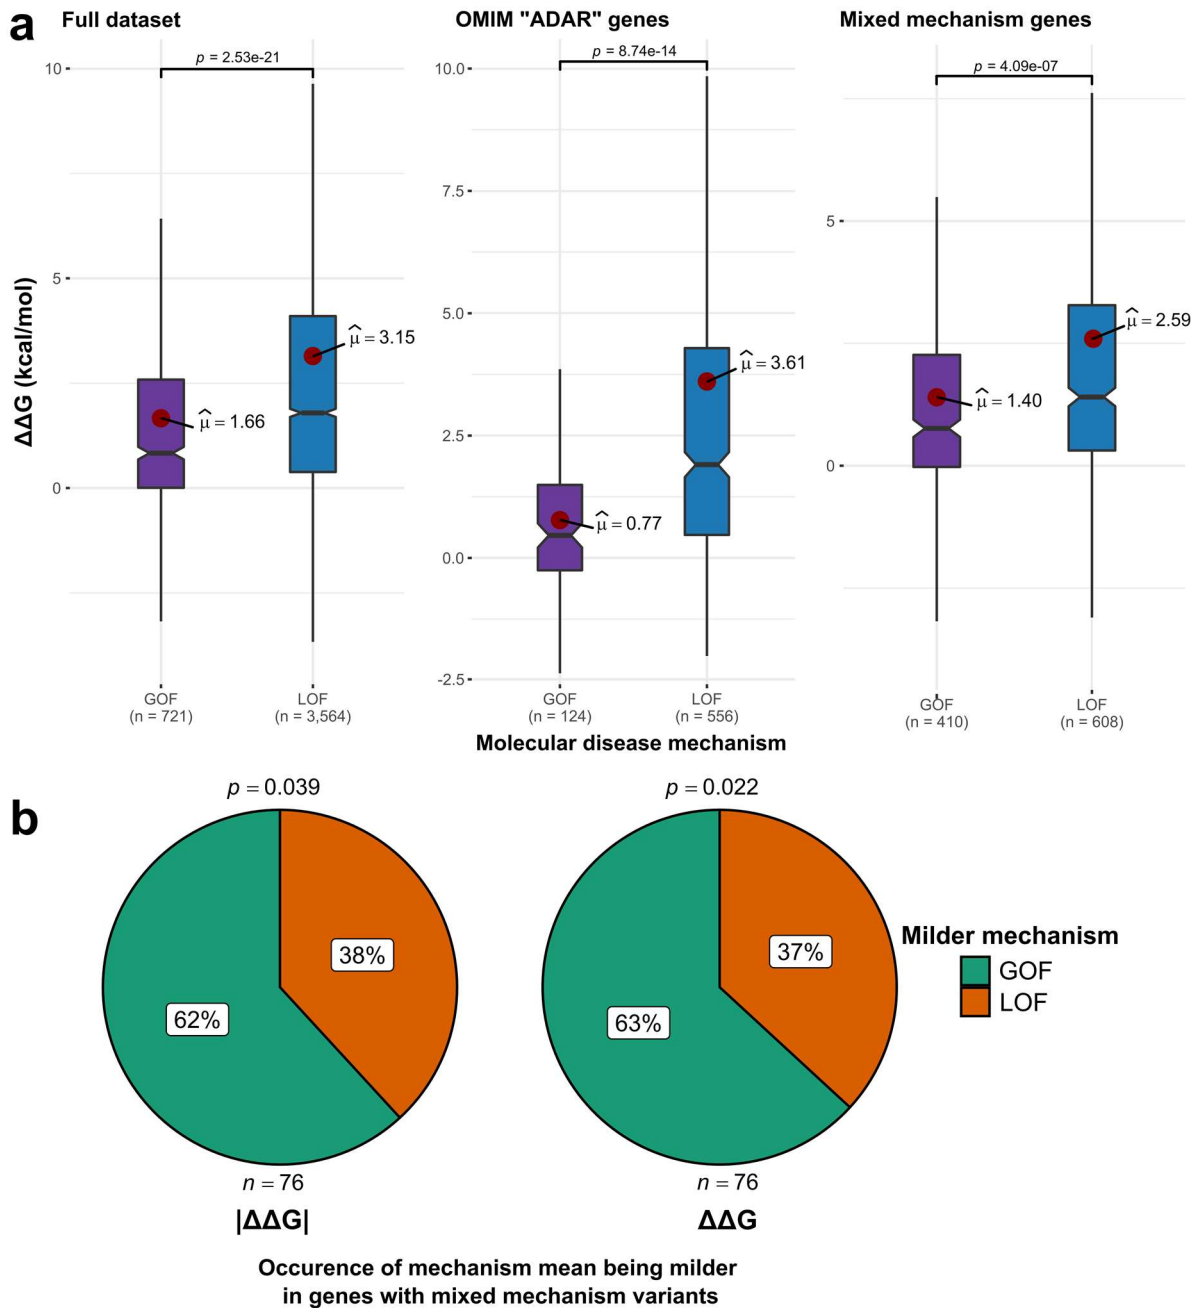 a
Full dataset
OMIM "ADAR" genes
Mixed mechanism genes
ΔΔG (kcal/mol)
10
5
0
p = 2.53e-21
μ̂ = 1.66
μ̂ = 3.15
GOF
(n = 721)
LOF
(n = 3,564)
10.0
7.5
5.0
2.5
0.0
-2.5
p = 8.74e-14
μ̂ = 0.77
μ̂ = 3.61
GOF
(n = 124)
LOF
(n = 556)
5
0
p = 4.09e-07
μ̂ = 1.40
μ̂ = 2.59
GOF
(n = 410)
LOF
(n = 608)
Molecular disease mechanism
b
p = 0.039
38%
62%
n = 76
|ΔΔG|
p = 0.022
37%
63%
n = 76
ΔΔG
Milder mechanism
GOF
LOF
Occurence of mechanism mean being milder
in genes with mixed mechanism variants